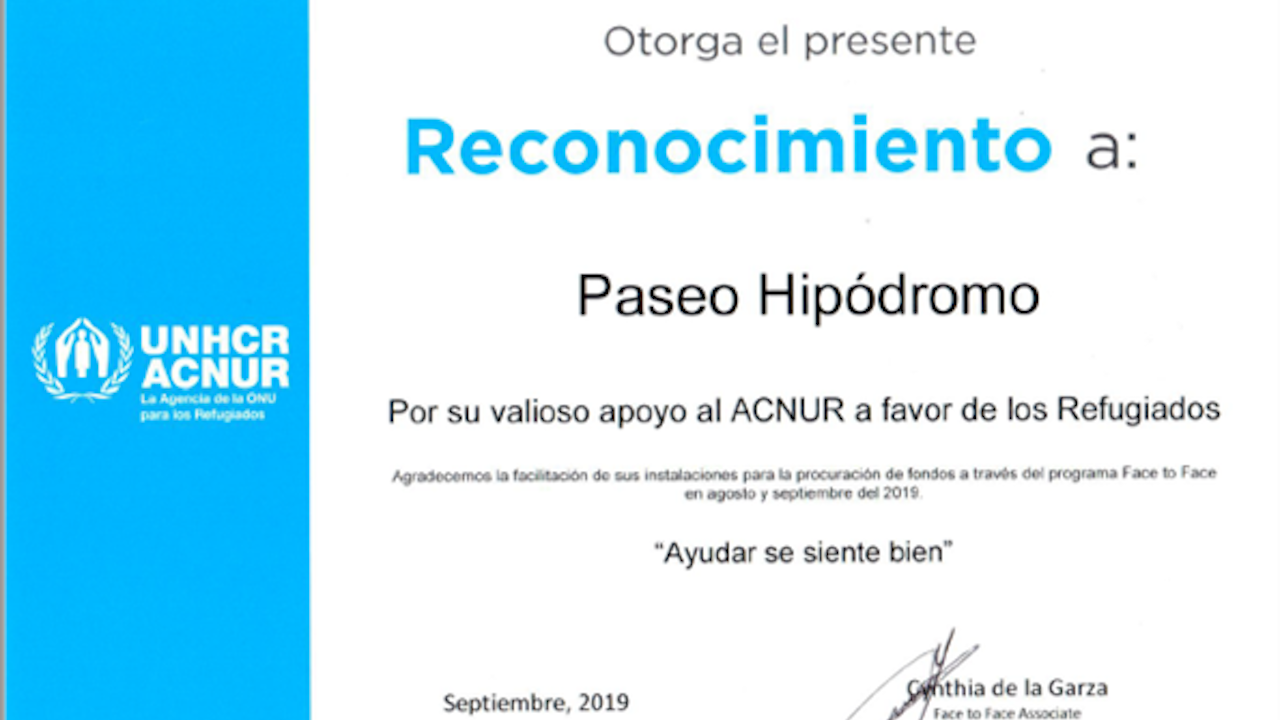 Otorga el presente
Reconocimiento a:
Paseo Hipódromo
UNHCR
ACNUR
La Agencia de la ONU
para los Refugiados
Por su valioso apoyo al ACNUR a favor de los Refugiados
Agradecemos la facilitación de sus instalaciones para la procuración de fondos a través del programa Face to Face
en agosto y septiembre del 2019.
“Ayudar se siente bien”
Septiembre, 2019
Cynthia de la Garza
Face to Face Associate